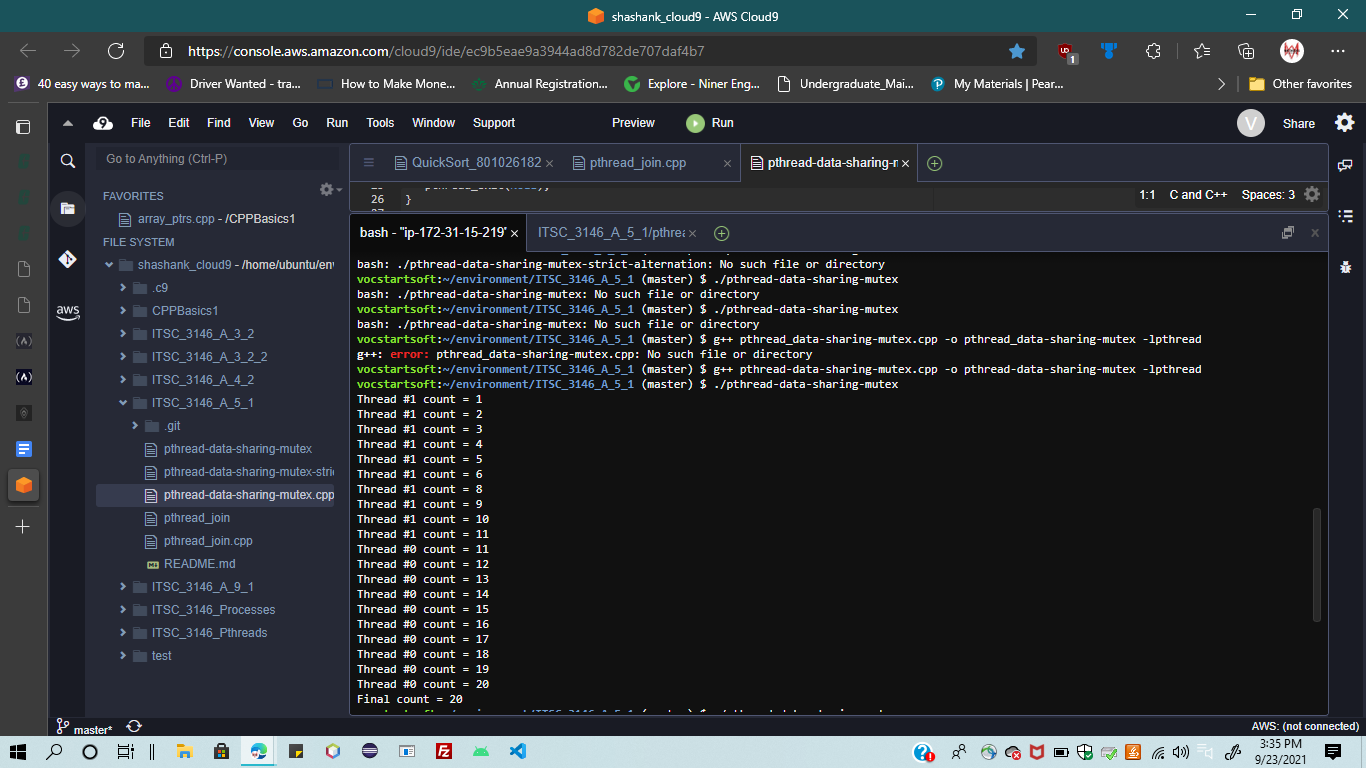 shashank_cloud9 - AWS Cloud9
https://console.aws.amazon.com/cloud9/ide/ec9b5eae9a3944ad8d782de707daf4b7
1
40 easy ways to ma...
Driver Wanted - tra...
How to Make Mone...
Annual Registration...
Explore - Niner Eng...
Undergraduate_Mai...
My Materials | Pear...
Other favorites
File Edit Find View Go Run Tools Window Support
Preview
Run
V
Share
Go to Anything (Ctrl-P)
QuickSort_801026182
pthread_join.cpp
pthread-data-sharing-r
FAVORITES
array_ptrs.cpp - /CPPBasics1
FILE SYSTEM
shashank_cloud9 - /home/ubuntu/env
.c9
CPPBasics1
ITSC_3146_A_3_2
ITSC_3146_A_3_2_2
ITSC_3146_A_4_2
ITSC_3146_A_5_1
.git
pthread-data-sharing-mutex
pthread-data-sharing-mutex-stri
pthread-data-sharing-mutex.cpp
pthread_join
pthread_join.cpp
README.md
ITSC_3146_A_9_1
ITSC_3146_Processes
ITSC_3146_Pthreads
test
aws
26 }
1:1 C and C++ Spaces: 3
bash - "ip-172-31-15-219"
ITSC_3146_A_5_1/pthrea
bash: ./pthread-data-sharing-mutex-strict-alternation: No such file or directory
vocstartsoft:~/environment/ITSC_3146_A_5_1 (master) $ ./pthread-data-sharing-mutex
bash: ./pthread-data-sharing-mutex: No such file or directory
vocstartsoft:~/environment/ITSC_3146_A_5_1 (master) $ ./pthread-data-sharing-mutex
bash: ./pthread-data-sharing-mutex: No such file or directory
vocstartsoft:~/environment/ITSC_3146_A_5_1 (master) $ g++ pthread_data-sharing-mutex.cpp -o pthread_data-sharing-mutex -lpthread
g++: error: pthread_data-sharing-mutex.cpp: No such file or directory
vocstartsoft:~/environment/ITSC_3146_A_5_1 (master) $ g++ pthread-data-sharing-mutex.cpp -o pthread-data-sharing-mutex -lpthread
vocstartsoft:~/environment/ITSC_3146_A_5_1 (master) $ ./pthread-data-sharing-mutex
Thread #1 count = 1
Thread #1 count = 2
Thread #1 count = 3
Thread #1 count = 4
Thread #1 count = 5
Thread #1 count = 6
Thread #1 count = 8
Thread #1 count = 9
Thread #1 count = 10
Thread #1 count = 11
Thread #0 count = 11
Thread #0 count = 12
Thread #0 count = 13
Thread #0 count = 14
Thread #0 count = 15
Thread #0 count = 16
Thread #0 count = 17
Thread #0 count = 18
Thread #0 count = 19
Thread #0 count = 20
Final count = 20
master*
AWS: (not connected)
3:35 PM
9/23/2021